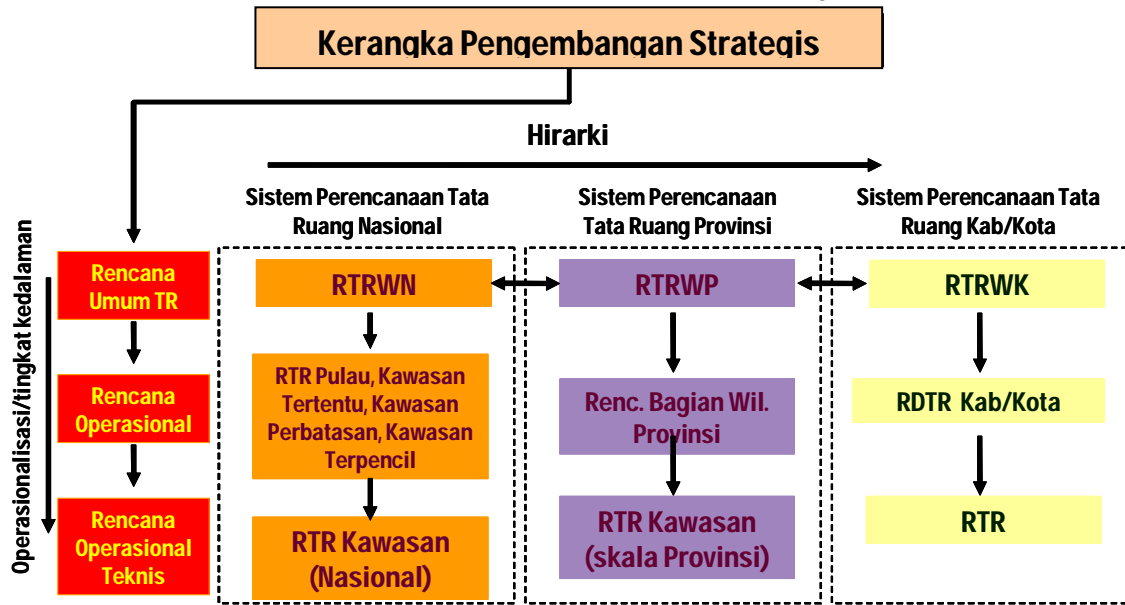 Kerangka Pengembangan Strategis
Hirarki
Sistem Perencanaan Tata
Ruang Nasional
Sistem Perencanaan
Tata Ruang Provinsi
Sistem Perencanaan Tata
Ruang Kab/Kota
Operasionalisasi/tingkat kedalaman
Rencana
Umum TR
RTRWN
RTRWP
RTRWK
Rencana
Operasional
RTR Pulau, Kawasan
Tertentu, Kawasan
Perbatasan, Kawasan
Terpencil
Renc. Bagian Wil.
Provinsi
RDTR Kab/Kota
Rencana
Operasional
Teknis
RTR Kawasan
(Nasional)
RTR Kawasan
(skala Provinsi)
RTR